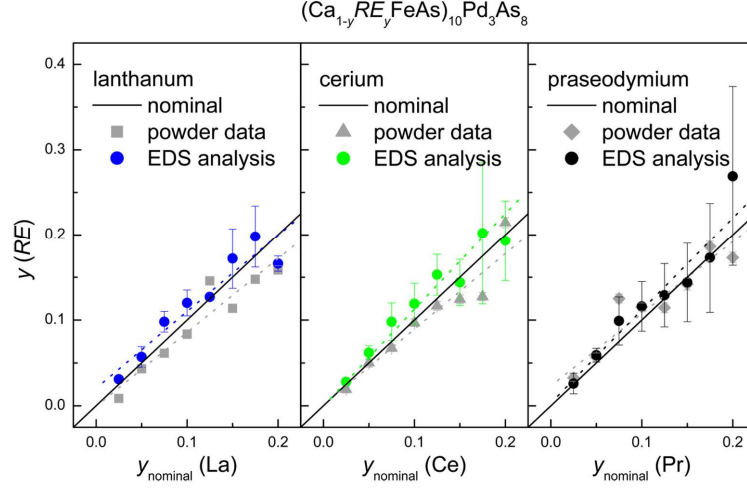 (Ca1-yREyFeAs)10Pd3As8
lanthanum
nominal
powder data
EDS analysis
cerium
nominal
powder data
EDS analysis
praseodymium
nominal
powder data
EDS analysis
y (RE)
0.4
0.3
0.2
0.1
0.0
0.0 0.1 0.2
0.0 0.1 0.2
0.0 0.1 0.2
ynominal (La)
ynominal (Ce)
ynominal (Pr)